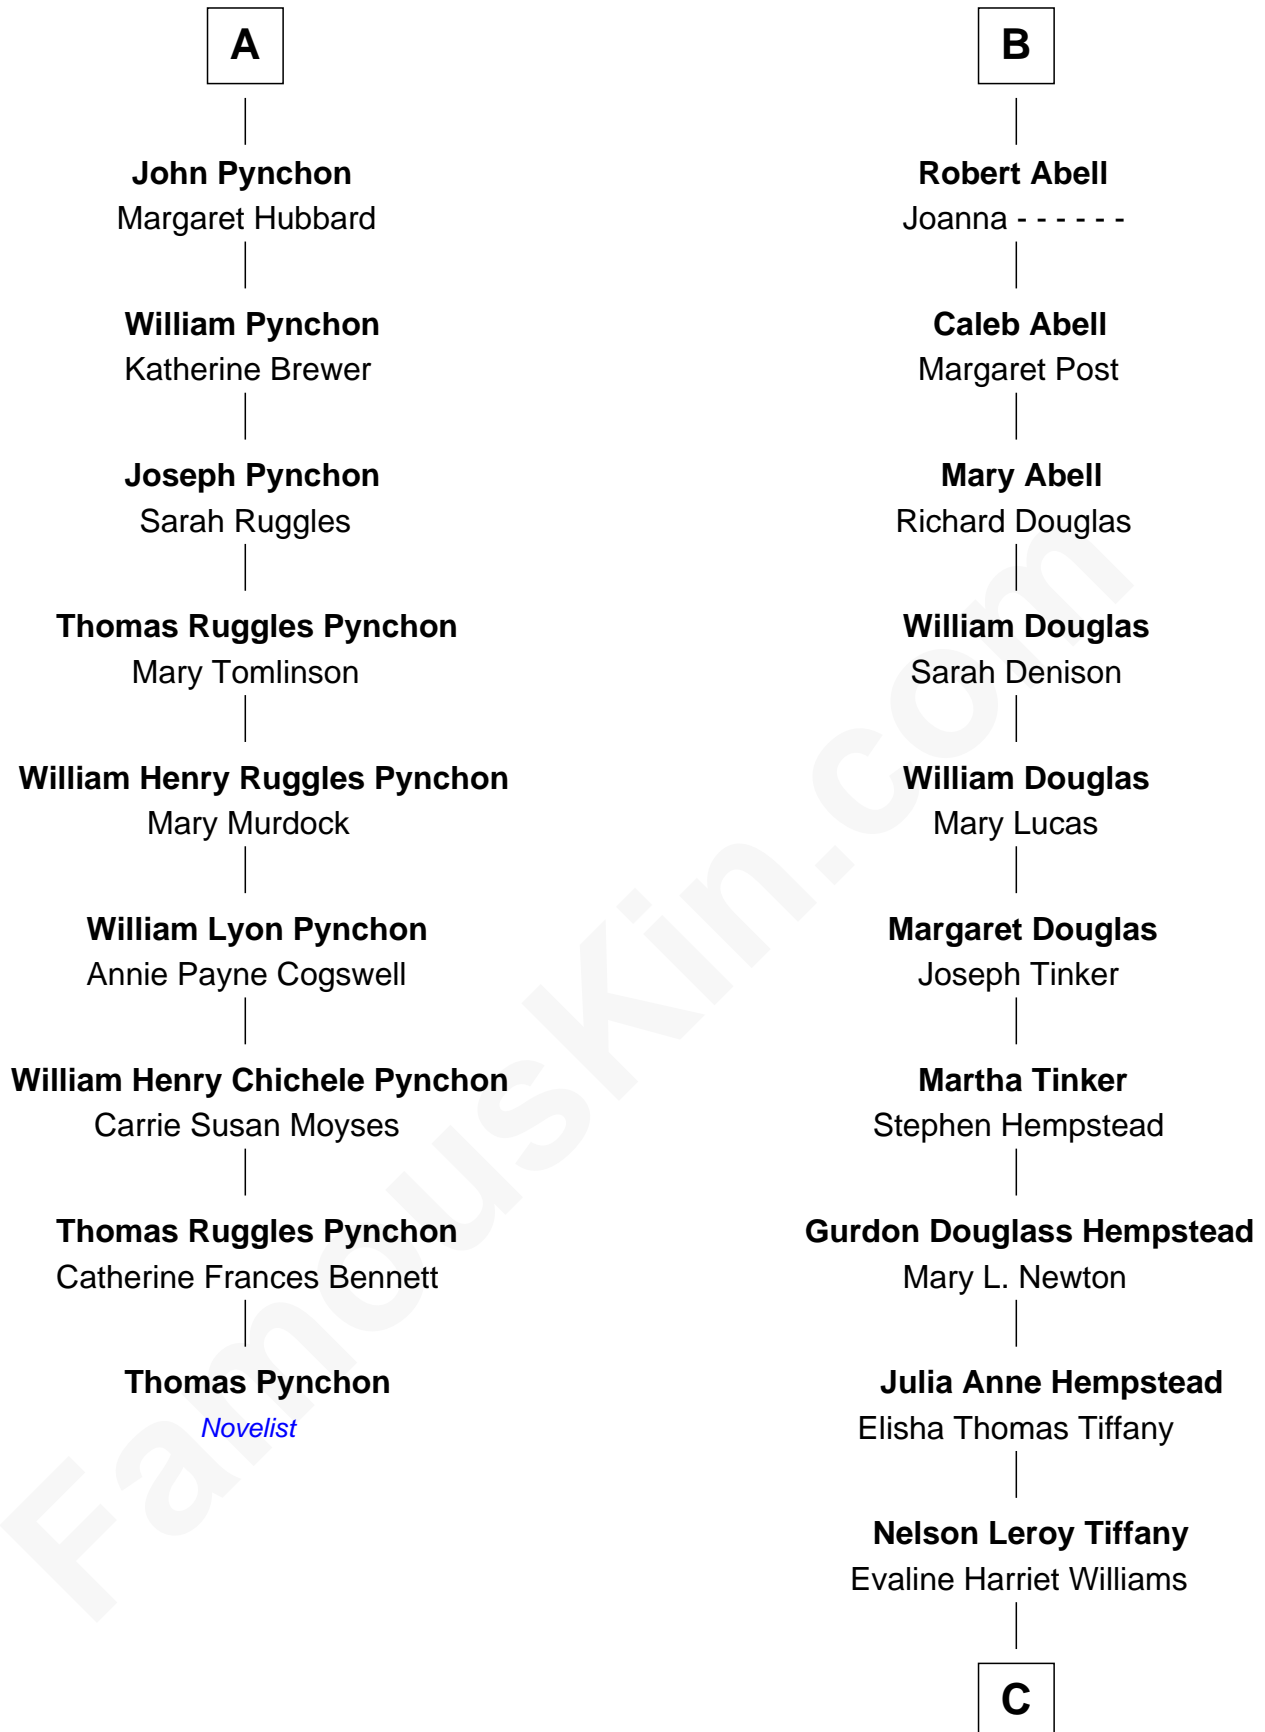 A
John Pynchon
Margaret Hubbard
William Pynchon
Katherine Brewer
Joseph Pynchon
Sarah Ruggles
Thomas Ruggles Pynchon
Mary Tomlinson
William Henry Ruggles Pynchon
Mary Murdock
William Lyon Pynchon
Annie Payne Cogswell
William Henry Chichele Pynchon
Carrie Susan Moyses
Thomas Ruggles Pynchon
Catherine Frances Bennett
Thomas Pynchon
Novelist
B
Robert Abell
Joanna - - - - - -
Caleb Abell
Margaret Post
Mary Abell
Richard Douglas
William Douglas
Sarah Denison
William Douglas
Mary Lucas
Margaret Douglas
Joseph Tinker
Martha Tinker
Stephen Hempstead
Gurdon Douglass Hempstead
Mary L. Newton
Julia Anne Hempstead
Elisha Thomas Tiffany
Nelson Leroy Tiffany
Evaline Harriet Williams
C
FamousKin.com